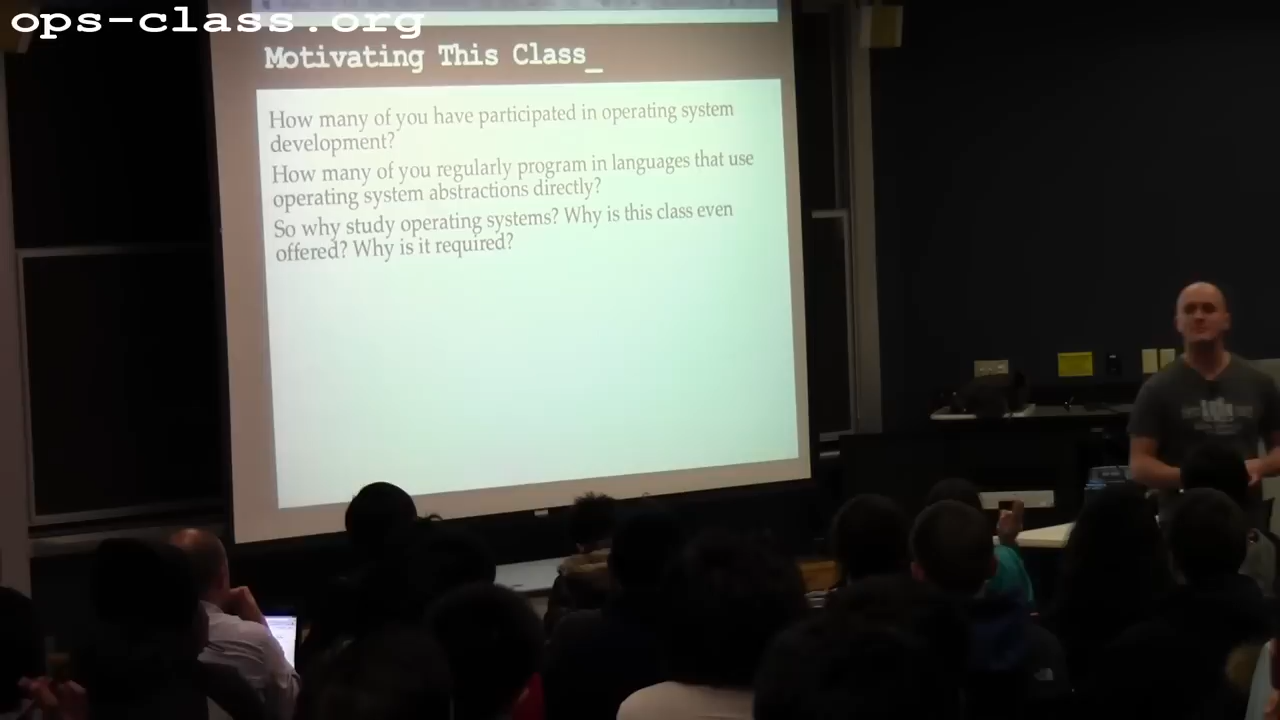 ops-class.org
Motivating This Class_
How many of you have participated in operating system
development?
How many of you regularly program in languages that use
operating system abstractions directly?
So why study operating systems? Why is this class even
offered? Why is it required?